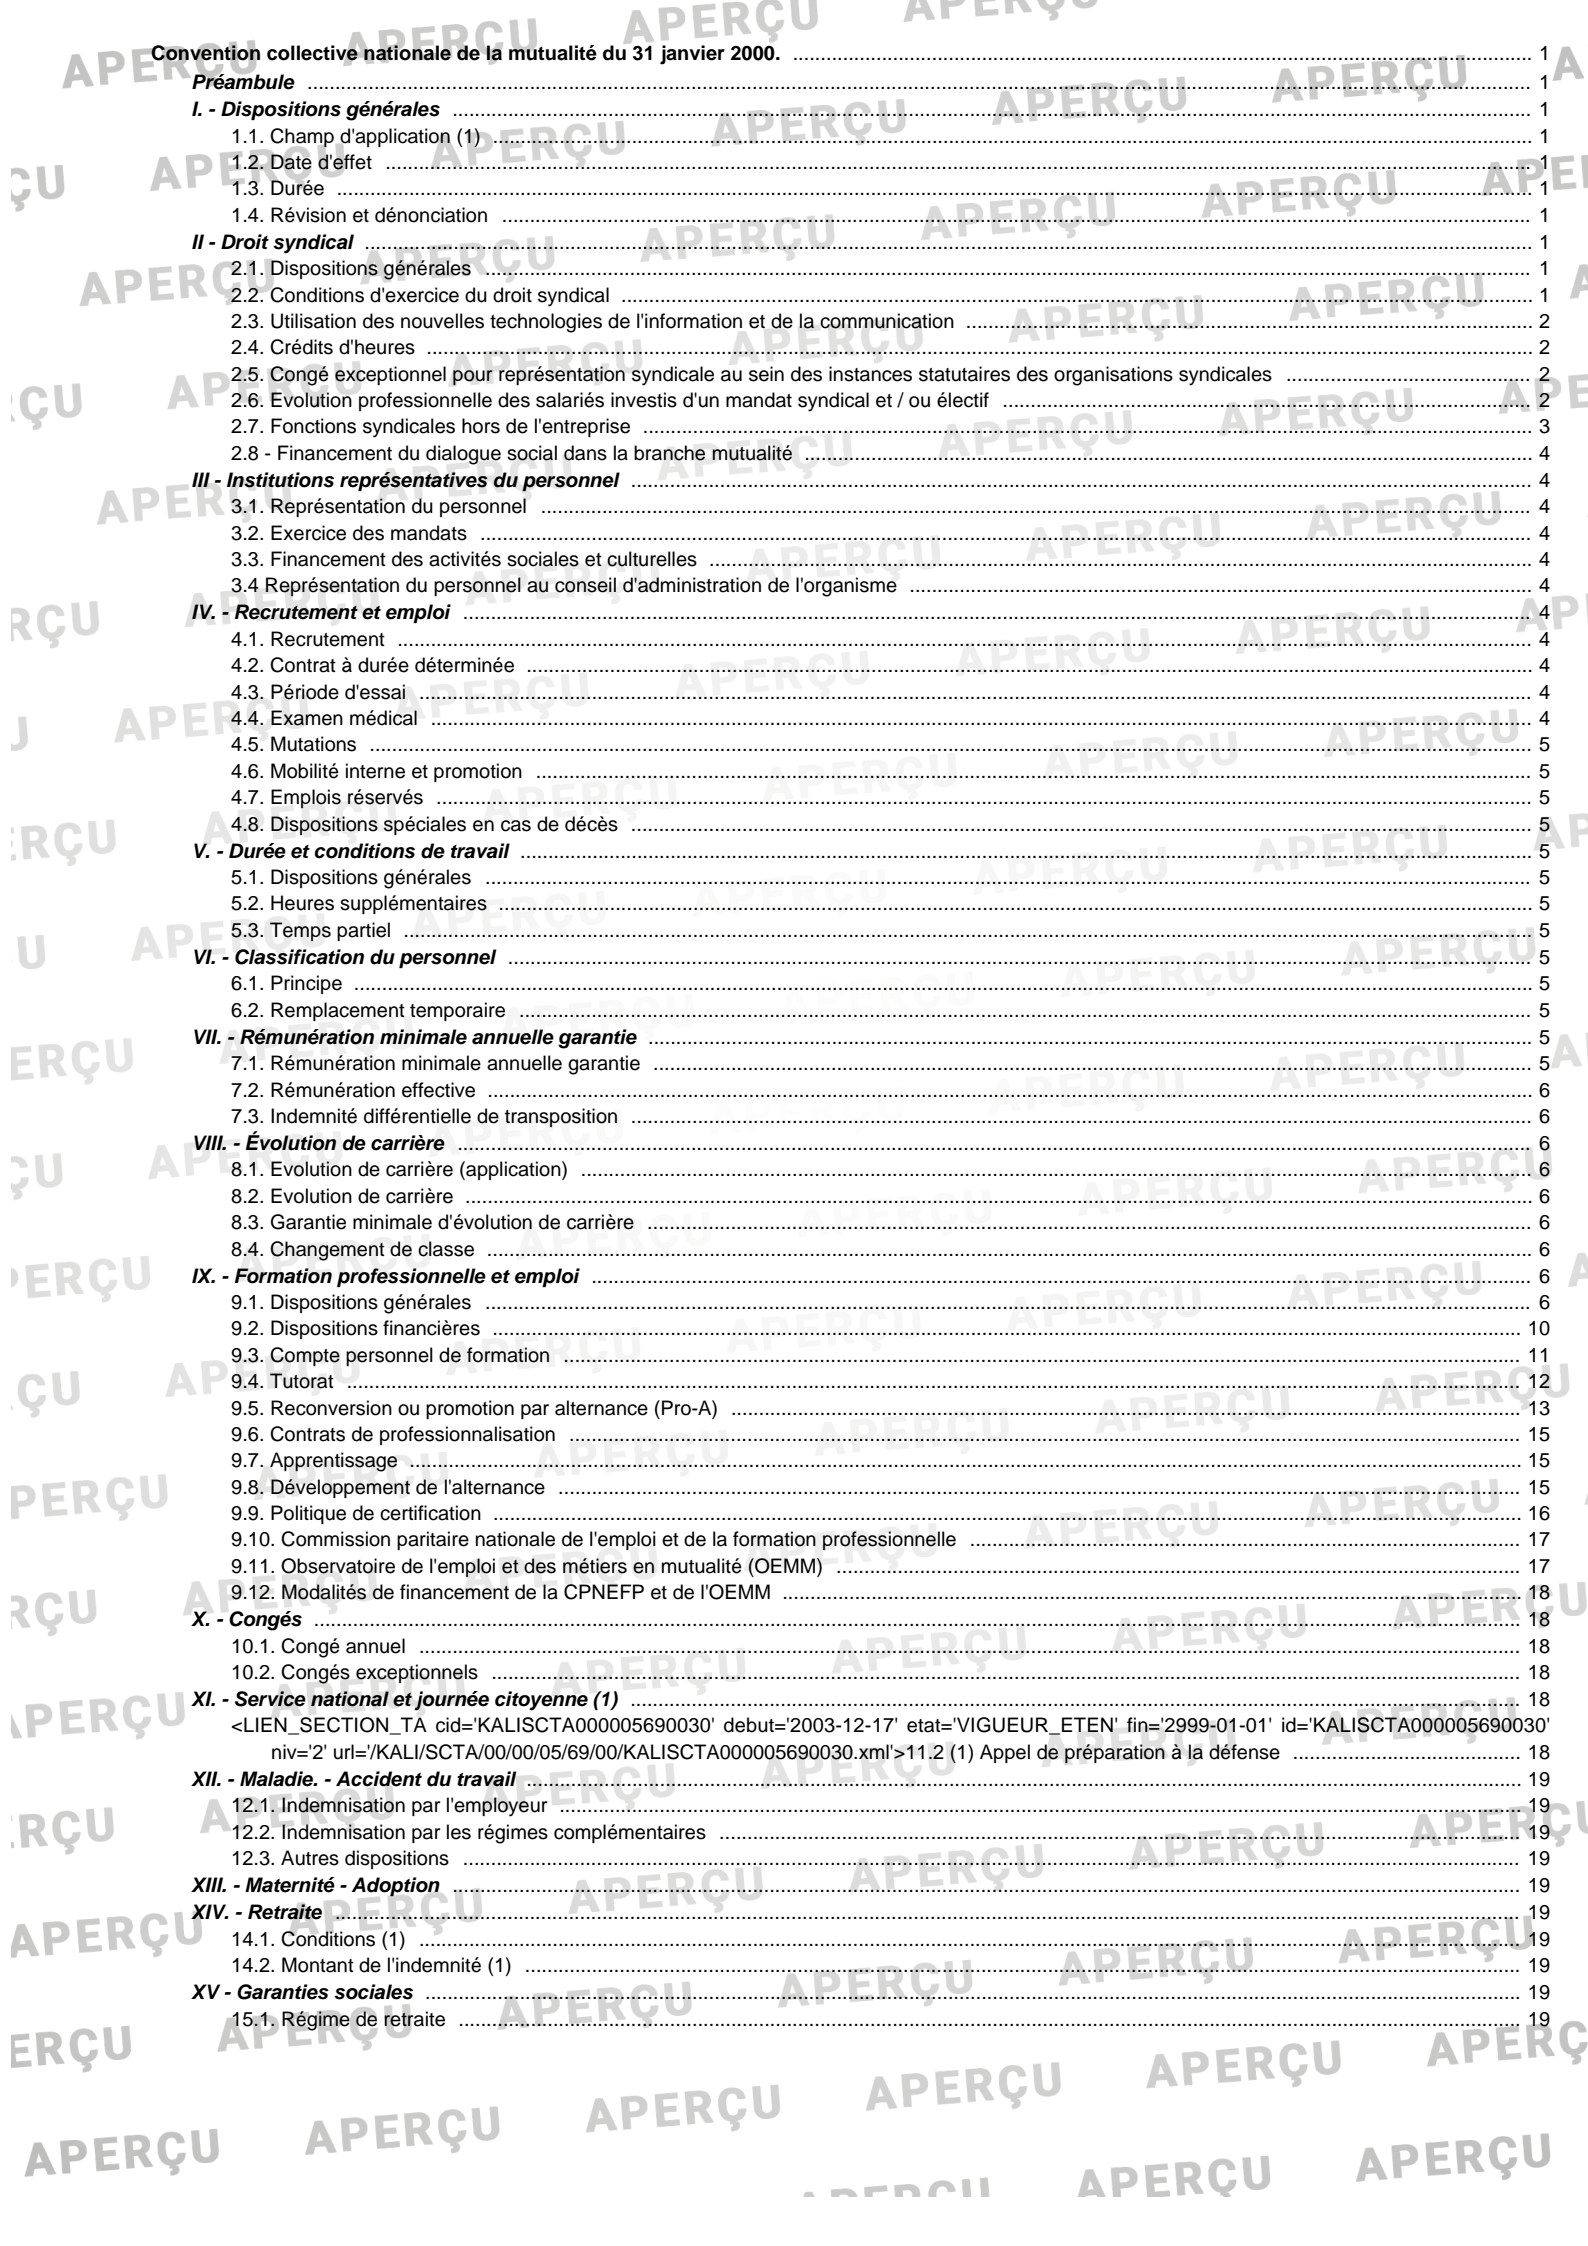 Convention collective nationale de la mutualité du 31 janvier 2000. 1
Préambule 1
I. - Dispositions générales 1
1.1. Champ d'application (1) 1
1.2. Date d'effet 1
1.3. Durée 1
1.4. Révision et dénonciation 1
II - Droit syndical 1
2.1. Dispositions générales 1
2.2. Conditions d'exercice du droit syndical 1
2.3. Utilisation des nouvelles technologies de l'information et de la communication 2
2.4. Crédits d'heures 2
2.5. Congé exceptionnel pour représentation syndicale au sein des instances statutaires des organisations syndicales 2
2.6. Evolution professionnelle des salariés investis d'un mandat syndical et / ou électif 2
2.7. Fonctions syndicales hors de l'entreprise 3
2.8 - Financement du dialogue social dans la branche mutualité 4
III - Institutions représentatives du personnel 4
3.1. Représentation du personnel 4
3.2. Exercice des mandats 4
3.3. Financement des activités sociales et culturelles 4
3.4 Représentation du personnel au conseil d'administration de l'organisme 4
IV. - Recrutement et emploi 4
4.1. Recrutement 4
4.2. Contrat à durée déterminée 4
4.3. Période d'essai 4
4.4. Examen médical 4
4.5. Mutations 5
4.6. Mobilité interne et promotion 5
4.7. Emplois réservés 5
4.8. Dispositions spéciales en cas de décès 5
V. - Durée et conditions de travail 5
5.1. Dispositions générales 5
5.2. Heures supplémentaires 5
5.3. Temps partiel 5
VI. - Classification du personnel 5
6.1. Principe 5
6.2. Remplacement temporaire 5
VII. - Rémunération minimale annuelle garantie 5
7.1. Rémunération minimale annuelle garantie 5
7.2. Rémunération effective 6
7.3. Indemnité différentielle de transposition 6
VIII. - Évolution de carrière 6
8.1. Evolution de carrière (application) 6
8.2. Evolution de carrière 6
8.3. Garantie minimale d'évolution de carrière 6
8.4. Changement de classe 6
IX. - Formation professionnelle et emploi 6
9.1. Dispositions générales 6
9.2. Dispositions financières 10
9.3. Compte personnel de formation 11
9.4. Tutorat 12
9.5. Reconversion ou promotion par alternance (Pro-A) 13
9.6. Contrats de professionnalisation 15
9.7. Apprentissage 15
9.8. Développement de l'alternance 15
9.9. Politique de certification 16
9.10. Commission paritaire nationale de l'emploi et de la formation professionnelle 17
9.11. Observatoire de l'emploi et des métiers en mutualité (OEMM) 17
9.12. Modalités de financement de la CPNEFP et de l'OEMM 18
X. - Congés 18
10.1. Congé annuel 18
10.2. Congés exceptionnels 18
XI. - Service national et journée citoyenne (1) 18
<LIEN_SECTION_TA cid='KALISCTA000005690030' debut='2003-12-17' etat='VIGUEUR_ETEN' fin='2999-01-01' id='KALISCTA000005690030'
niv='2' url='/KALI/SCTA/00/00/05/69/00/KALISCTA000005690030.xml'>11.2 (1) Appel de préparation à la défense 18
XII. - Maladie. - Accident du travail 19
12.1. Indemnisation par l'employeur 19
12.2. Indemnisation par les régimes complémentaires 19
12.3. Autres dispositions 19
XIII. - Maternité - Adoption 19
XIV. - Retraite 19
14.1. Conditions (1) 19
14.2. Montant de l'indemnité (1) 19
XV - Garanties sociales 19
15.1. Régime de retraite 19
APERÇU